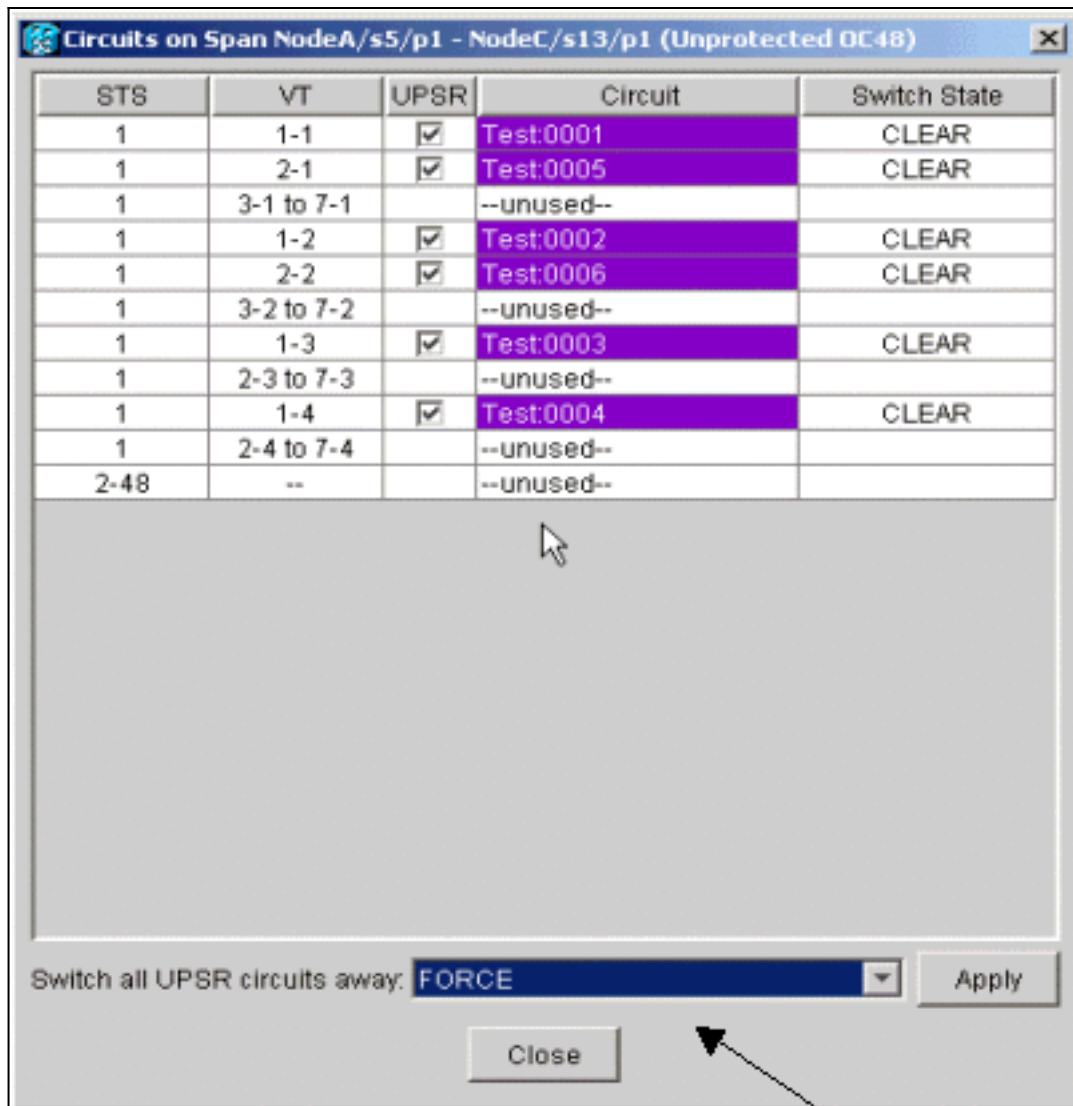 Circuits on Span NodeA/s5/p1 - NodeC/s13/p1 (Unprotected OC48)
STS VT UPSR Circuit Switch State
1 1-1 Test:0001 CLEAR
1 2-1 Test:0005 CLEAR
1 3-1 to 7-1 --unused--
1 1-2 Test:0002 CLEAR
1 2-2 Test:0006 CLEAR
1 3-2 to 7-2 --unused--
1 1-3 Test:0003 CLEAR
1 2-3 to 7-3 --unused--
1 1-4 Test:0004 CLEAR
1 2-4 to 7-4 --unused--
2-48 -- --unused--
Switch all UPSR circuits away: FORCE Apply
Close